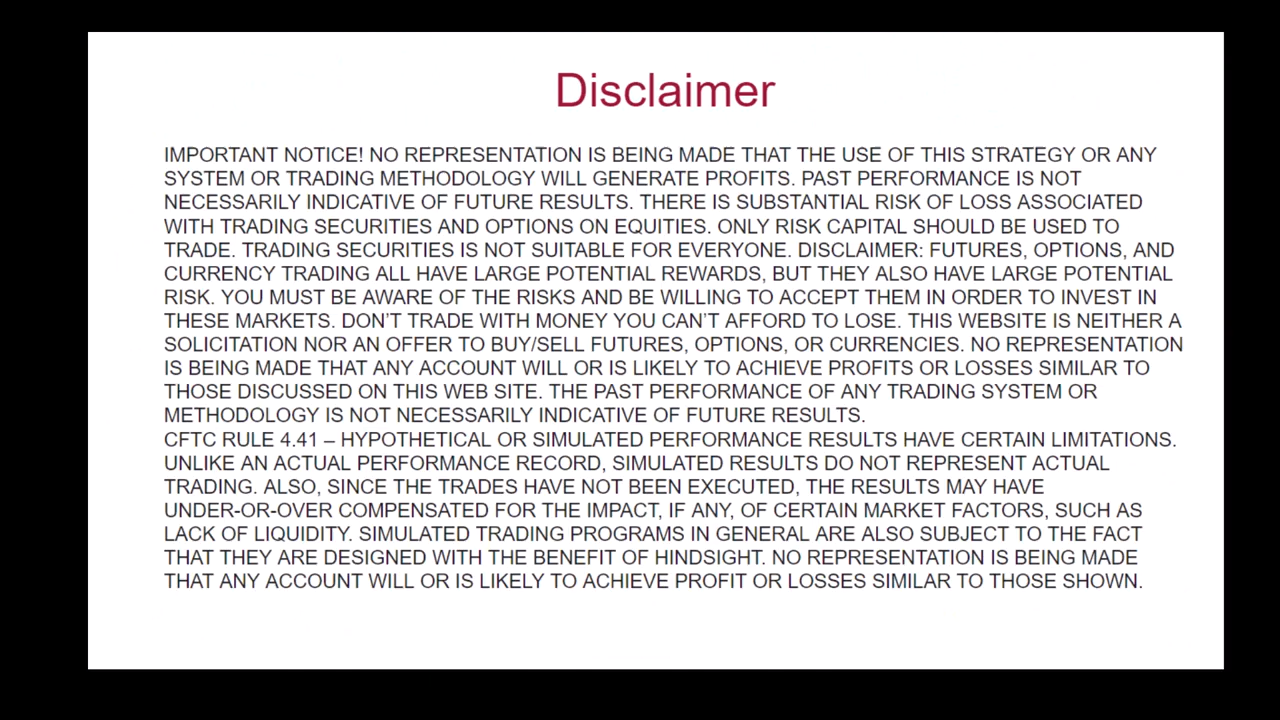 Disclaimer
IMPORTANT NOTICE! NO REPRESENTATION IS BEING MADE THAT THE USE OF THIS STRATEGY OR ANY
SYSTEM OR TRADING METHODOLOGY WILL GENERATE PROFITS. PAST PERFORMANCE IS NOT
NECESSARILY INDICATIVE OF FUTURE RESULTS. THERE IS SUBSTANTIAL RISK OF LOSS ASSOCIATED
WITH TRADING SECURITIES AND OPTIONS ON EQUITIES. ONLY RISK CAPITAL SHOULD BE USED TO
TRADE. TRADING SECURITIES IS NOT SUITABLE FOR EVERYONE. DISCLAIMER: FUTURES, OPTIONS, AND
CURRENCY TRADING ALL HAVE LARGE POTENTIAL REWARDS, BUT THEY ALSO HAVE LARGE POTENTIAL
RISK. YOU MUST BE AWARE OF THE RISKS AND BE WILLING TO ACCEPT THEM IN ORDER TO INVEST IN
THESE MARKETS. DON’T TRADE WITH MONEY YOU CAN’T AFFORD TO LOSE. THIS WEBSITE IS NEITHER A
SOLICITATION NOR AN OFFER TO BUY/SELL FUTURES, OPTIONS, OR CURRENCIES. NO REPRESENTATION
IS BEING MADE THAT ANY ACCOUNT WILL OR IS LIKELY TO ACHIEVE PROFITS OR LOSSES SIMILAR TO
THOSE DISCUSSED ON THIS WEB SITE. THE PAST PERFORMANCE OF ANY TRADING SYSTEM OR
METHODOLOGY IS NOT NECESSARILY INDICATIVE OF FUTURE RESULTS.
CFTC RULE 4.41 – HYPOTHETICAL OR SIMULATED PERFORMANCE RESULTS HAVE CERTAIN LIMITATIONS.
UNLIKE AN ACTUAL PERFORMANCE RECORD, SIMULATED RESULTS DO NOT REPRESENT ACTUAL
TRADING. ALSO, SINCE THE TRADES HAVE NOT BEEN EXECUTED, THE RESULTS MAY HAVE
UNDER-OR-OVER COMPENSATED FOR THE IMPACT, IF ANY, OF CERTAIN MARKET FACTORS, SUCH AS
LACK OF LIQUIDITY. SIMULATED TRADING PROGRAMS IN GENERAL ARE ALSO SUBJECT TO THE FACT
THAT THEY ARE DESIGNED WITH THE BENEFIT OF HINDSIGHT. NO REPRESENTATION IS BEING MADE
THAT ANY ACCOUNT WILL OR IS LIKELY TO ACHIEVE PROFIT OR LOSSES SIMILAR TO THOSE SHOWN.